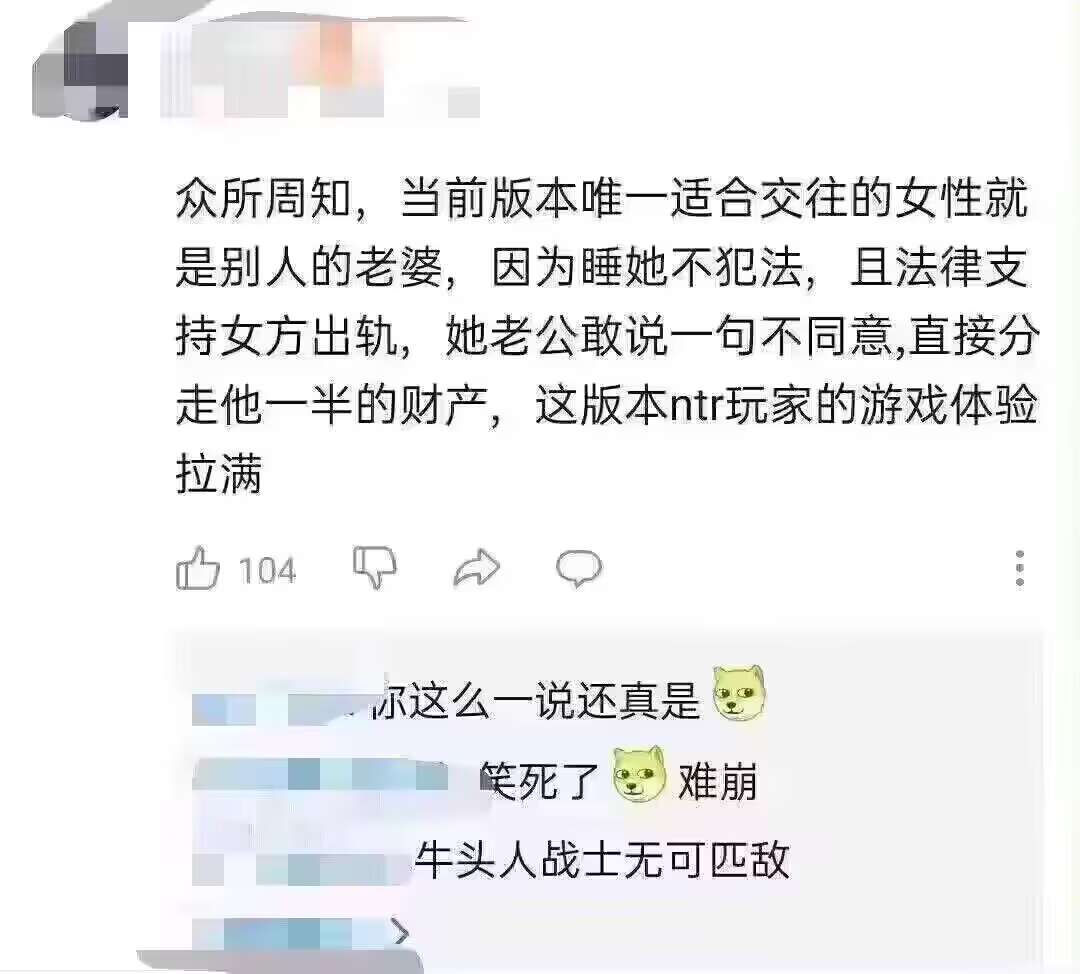 众所周知，当前版本唯一适合交往的女性就
是别人的老婆，因为睡她不犯法，且法律支
持女方出轨，她老公敢说一句不同意,直接分
走他一半的财产，这版本ntr玩家的游戏体验
拉满
104
你这么一说还真是
笑死了 难崩
牛头人战士无可匹敌